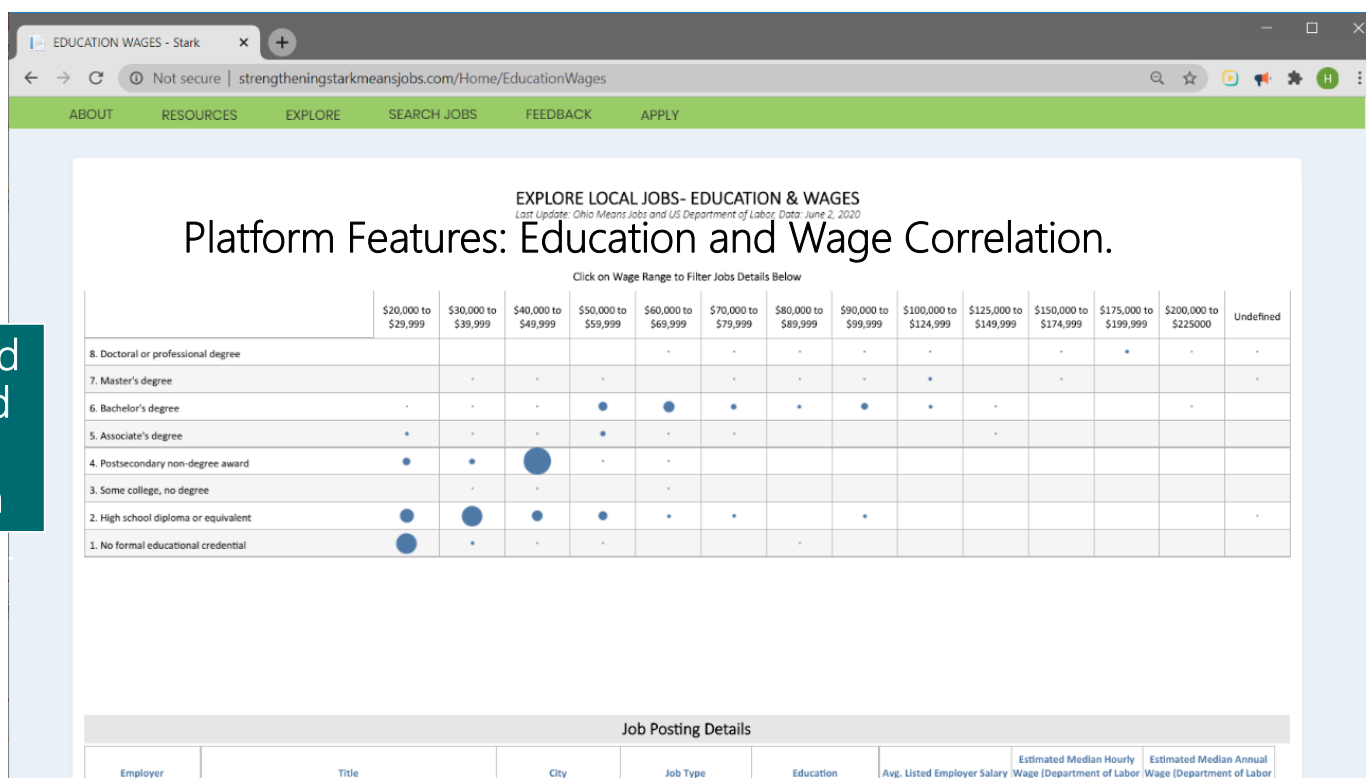 EDUCATION WAGES - Stark
Not secure | strengtheningstarkmeansjobs.com/Home/EducationWages
H
ABOUT RESOURCES EXPLORE SEARCH JOBS FEEDBACK APPLY
EXPLORE LOCAL JOBS- EDUCATION & WAGES
Last Update: Ohio Means Jobs and US Department of Labor. Data: June 2, 2020
Platform Features: Education and Wage Correlation.
Click on Wage Range to Filter Jobs Details Below
$20,000 to $30,000 to $40,000 to $50,000 to $60,000 to $70,000 to $80,000 to $90,000 to $100,000 to $125,000 to $150,000 to $175,000 to $200,000 to Undefined
$29,999 $39,999 $49,999 $59,999 $69,999 $79,999 $89,999 $99,999 $124,999 $149,999 $174,999 $199,999 $225000
8. Doctoral or professional degree
7. Master's degree
6. Bachelor's degree
5. Associate's degree
4. Postsecondary non-degree award
3. Some college, no degree
2. High school diploma or equivalent
1. No formal educational credential
Job Posting Details
Estimated Median Hourly Estimated Median Annual
Employer Title City Job Type Education Avg. Listed Employer Salary Wage (Department of Labor Wage (Department of Labor